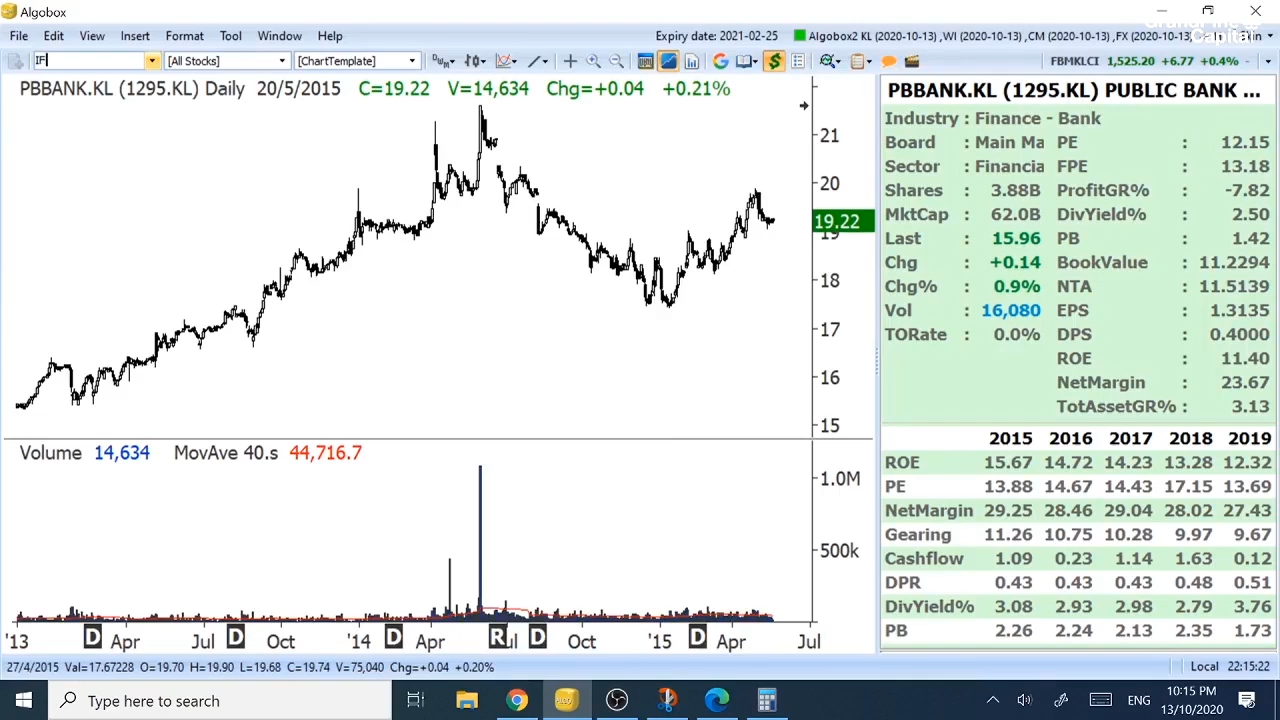 Algobox
GrandPine
Capital
File Edit View Insert Format Tool Window Help Expiry date: 2021-02-25 Algobox2 KL (2020-10-13) ,WI (2020-10-13) ,CM (2020-10-13) ,FX (2020-10-13)
IF [All Stocks] [ChartTemplate] FBMKLCI 1,525.20 +6.77 +0.4% -
PBBANK.KL (1295.KL) Daily 20/5/2015 C=19.22 V=14,634 Chg=+0.04 +0.21%
21
20
19.22
19
18
17
16
15
Volume 14,634 MovAve 40.s 44,716.7
1.0M
500k
'13 D Apr Jul D Oct '14 D Apr R Jul D Oct '15 D Apr Jul
PBBANK.KL (1295.KL) PUBLIC BANK ...
Industry : Finance - Bank
Board : Main Ma PE : 12.15
Sector : Financia FPE : 13.18
Shares : 3.88B ProfitGR% : -7.82
MktCap : 62.0B DivYield% : 2.50
Last : 15.96 PB : 1.42
Chg : +0.14 BookValue : 11.2294
Chg% : 0.9% NTA : 11.5139
Vol : 16,080 EPS : 1.3135
TORate : 0.0% DPS : 0.4000
ROE : 11.40
NetMargin : 23.67
TotAssetGR% : 3.13
2015 2016 2017 2018 2019
ROE 15.67 14.72 14.23 13.28 12.32
PE 13.88 14.67 14.43 17.15 13.69
NetMargin 29.25 28.46 29.04 28.02 27.43
Gearing 11.26 10.75 10.28 9.97 9.67
Cashflow 1.09 0.23 1.14 1.63 0.12
DPR 0.43 0.43 0.43 0.48 0.51
DivYield% 3.08 2.93 2.98 2.79 3.76
PB 2.26 2.24 2.13 2.35 1.73
27/4/2015 Val=17.67228 O=19.70 H=19.90 L=19.68 C=19.74 V=75,040 Chg=+0.04 +0.20% Local 22:15:22
Type here to search ALGO ENG 10:15 PM
13/10/2020